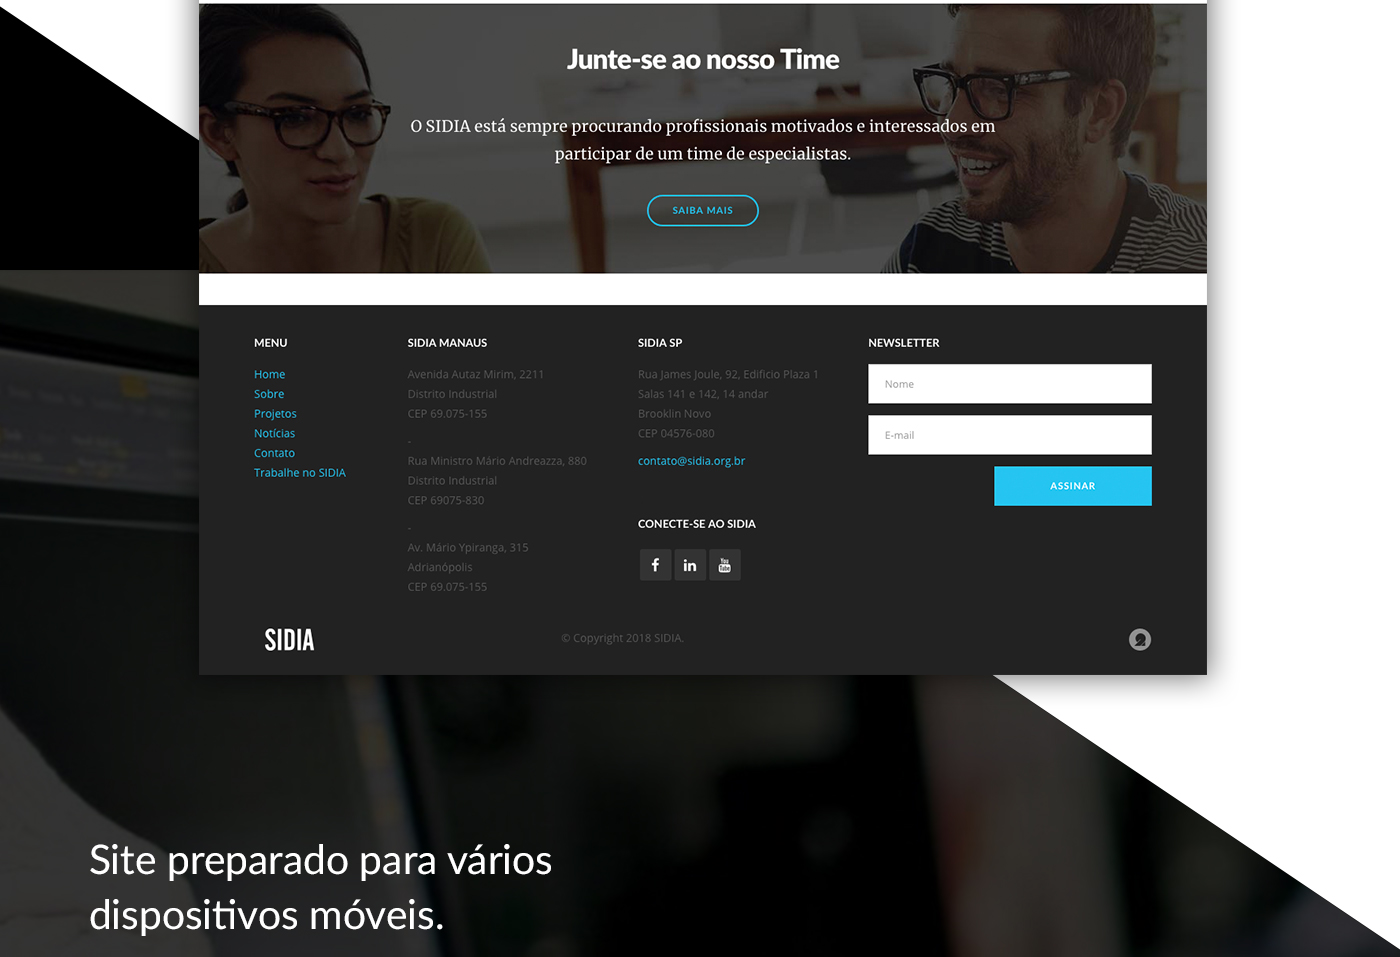 Junte-se ao nosso Time
O SIDIA está sempre procurando profissionais motivados e interessados em
participar de um time de especialistas.
SAIBA MAIS
MENU
Home
Sobre
Projetos
Notícias
Contato
Trabalhe no SIDIA
SIDIA MANAUS
Avenida Autaz Mirim, 2211
Distrito Industrial
CEP 69.075-155
-
Rua Ministro Mário Andreazza, 880
Distrito Industrial
CEP 69075-830
-
Av. Mário Ypiranga, 315
Adrianópolis
CEP 69.075-155
SIDIA SP
Rua James Joule, 92, Edificio Plaza 1
Salas 141 e 142, 14 andar
Brooklin Novo
CEP 04576-080
contato@sidia.org.br
CONECTE-SE AO SIDIA
f
in
You
Tube
NEWSLETTER
Nome
E-mail
ASSINAR
SIDIA
© Copyright 2018 SIDIA.
Site preparado para vários
dispositivos móveis.